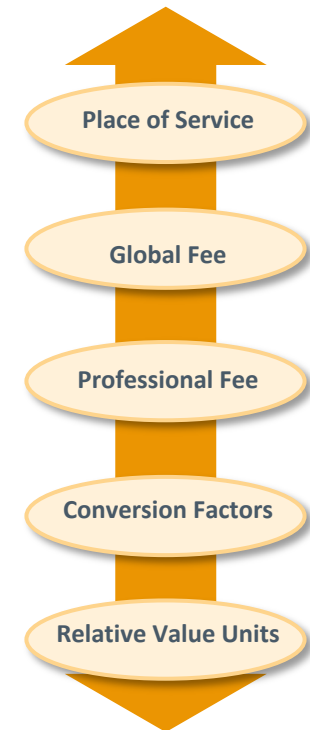 Place of Service
Global Fee
Professional Fee
Conversion Factors
Relative Value Units